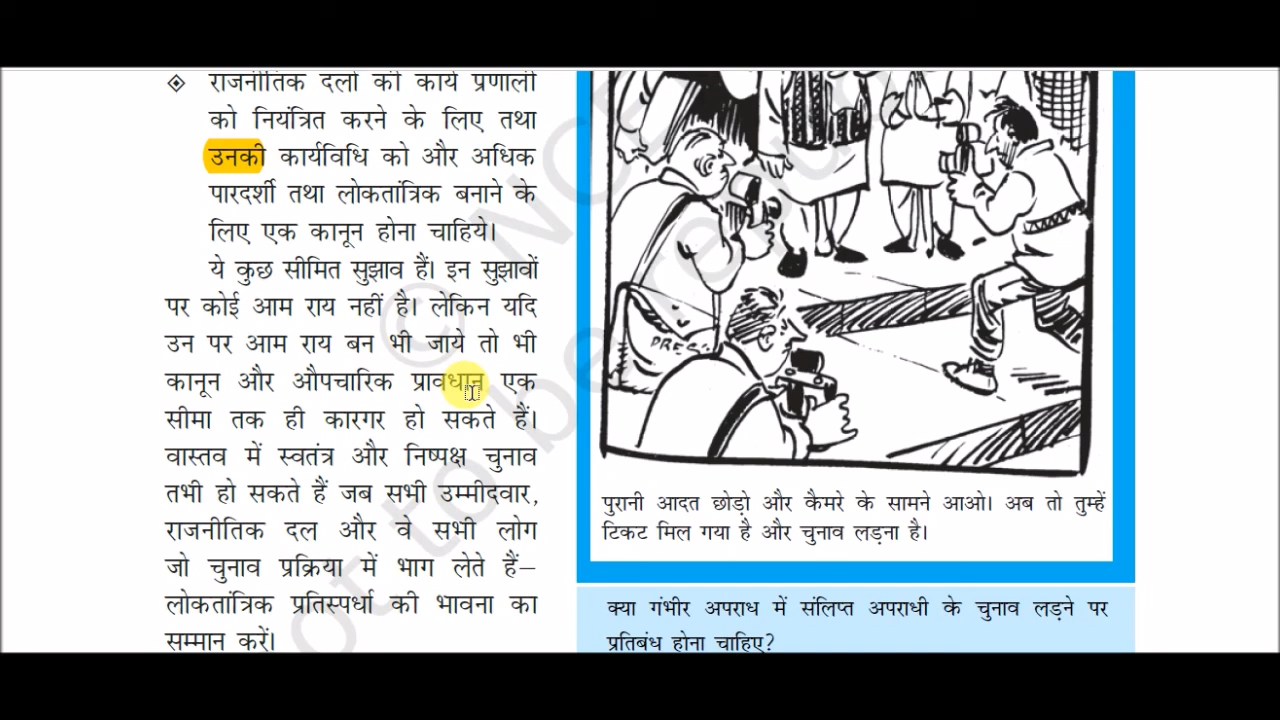 राजनीतिक दलों की कार्य प्रणाली
को नियंत्रित करने के लिए तथा
उनकी कार्यविधि को और अधिक
पारदर्शी तथा लोकतांत्रिक बनाने के
लिए एक कानून होना चाहिये।
ये कुछ सीमित सुझाव हैं। इन सुझावों
पर कोई आम राय नहीं है। लेकिन यदि
उन पर आम राय बन भी जाये तो भी
कानून और औपचारिक प्रावधान एक
सीमा तक ही कारगर हो सकते हैं।
वास्तव में स्वतंत्र और निष्पक्ष चुनाव
तभी हो सकते हैं जब सभी उम्मीदवार,
राजनीतिक दल और वे सभी लोग
जो चुनाव प्रक्रिया में भाग लेते हैं–
लोकतांत्रिक प्रतिस्पर्धा की भावना का
सम्मान करें।
PRESS
पुरानी आदत छोड़ो और कैमरे के सामने आओ। अब तो तुम्हें
टिकट मिल गया है और चुनाव लड़ना है।
क्या गंभीर अपराध में संलिप्त अपराधी के चुनाव लड़ने पर
प्रतिबंध होना चाहिए?